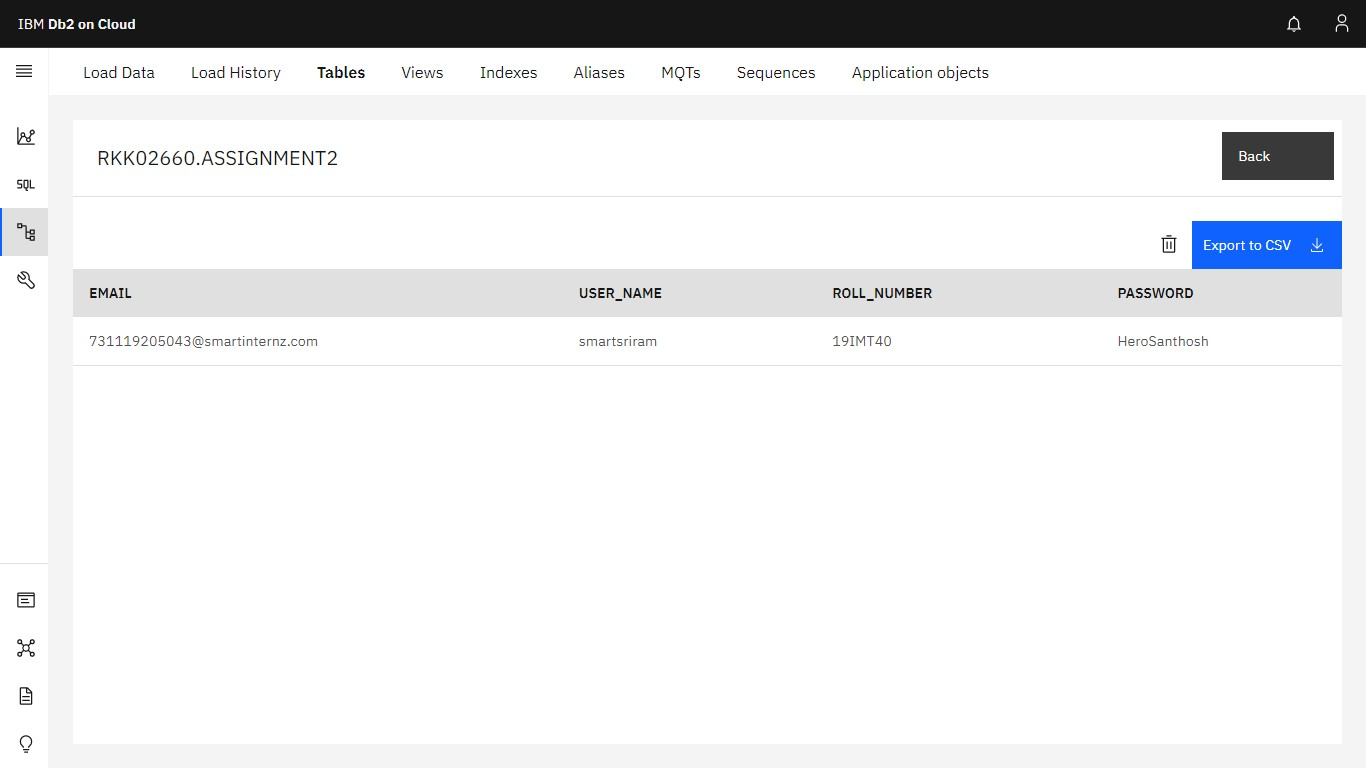 IBM Db2 on Cloud
Load Data Load History Tables Views Indexes Aliases MQTs Sequences Application objects
RKK02660.ASSIGNMENT2
Back
SQL
Export to CSV
EMAIL USER_NAME ROLL_NUMBER PASSWORD
731119205043@smartinternz.com smartsriram 19IMT40 HeroSanthosh